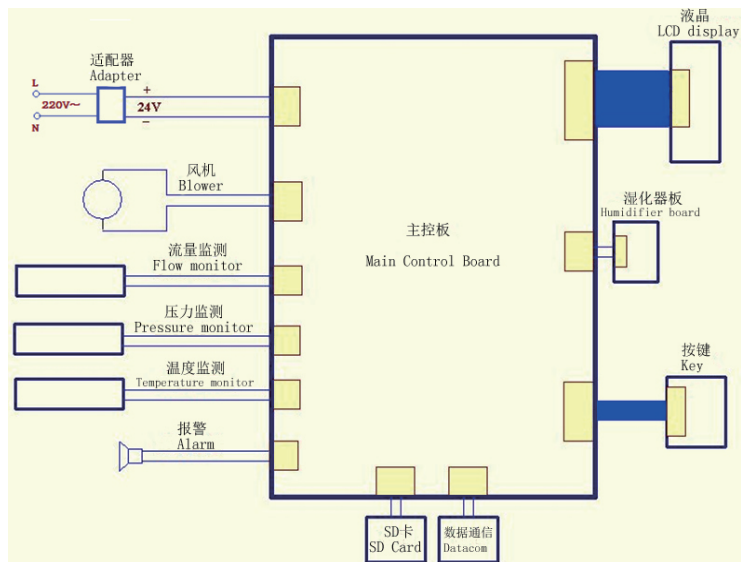 液晶
LCD display
适配器
Adapter
L
220V～
N
+
24V
−
风机
Blower
湿化器板
Humidifier board
主控板
Main Control Board
流量监测
Flow monitor
压力监测
Pressure monitor
温度监测
Temperature monitor
按键
Key
报警
Alarm
SD卡
SD Card
数据通信
Datacom